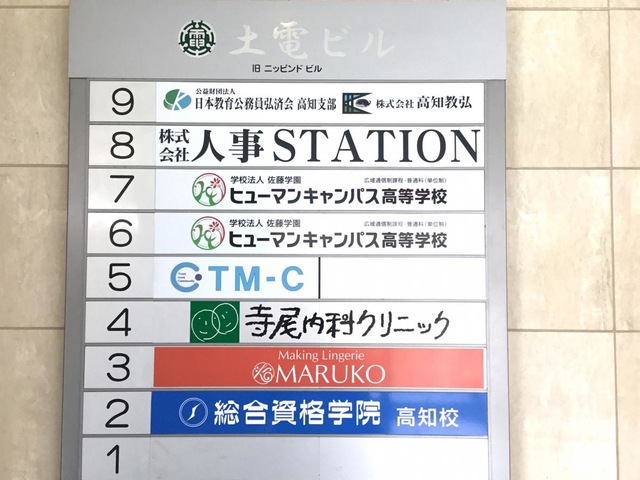 土電ビル
旧 ニッピンド ビル
9 公益財団法人 日本教育公務員弘済会 高知支部 株式会社 高知教弘
8 株式会社 人事 STATION
7 学校法人 佐藤学園 広域通信制課程・普通科(単位制)
ヒューマンキャンパス高等学校
6 学校法人 佐藤学園 広域通信制課程・普通科(単位制)
ヒューマンキャンパス高等学校
5 TM-C
4 寺尾内科クリニック
3 Making Lingerie
MARUKO
2 総合資格学院 高知校
1